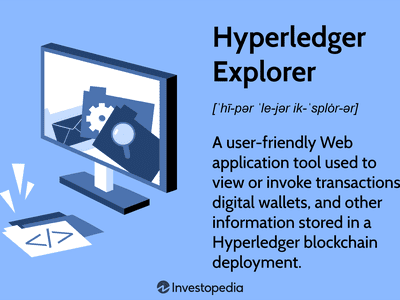 Hyperledger
Explorer
[ˈhī-pər ˈle-jər ik-ˈsplȯr-ər]
A user-friendly Web
application tool used to
view or invoke transactions,
digital wallets, and other
information stored in a
Hyperledger blockchain
deployment.
</>
Investopedia